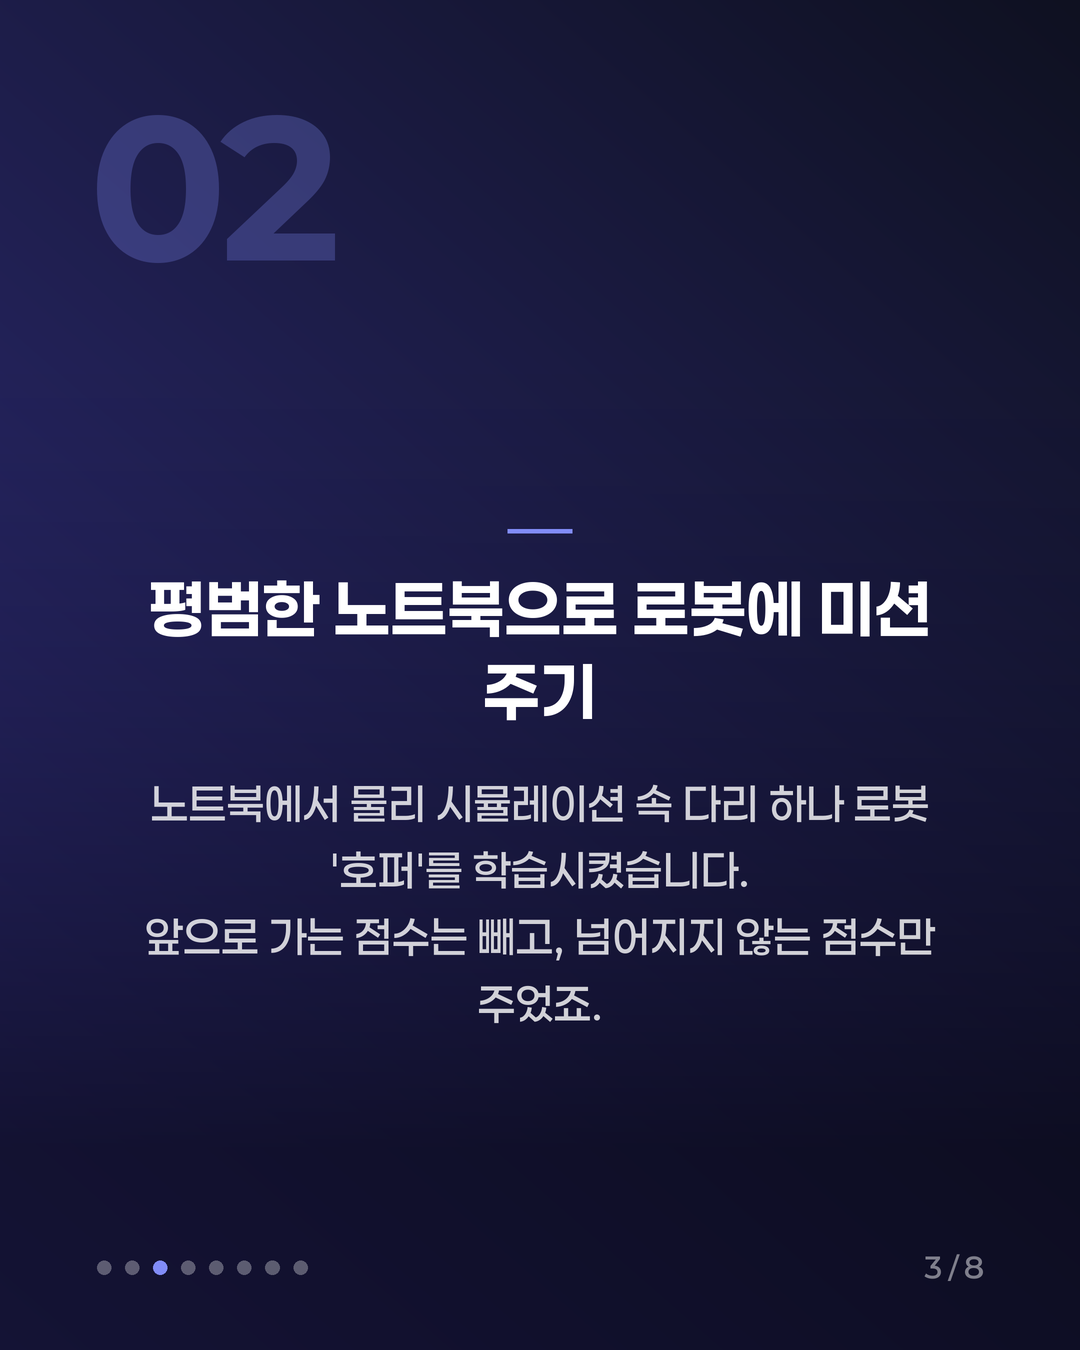 02
평범한 노트북으로 로봇에 미션
주기
노트북에서 물리 시뮬레이션 속 다리 하나 로봇
'호퍼'를 학습시켰습니다.
앞으로 가는 점수는 빼고, 넘어지지 않는 점수만
주었죠.
3/8